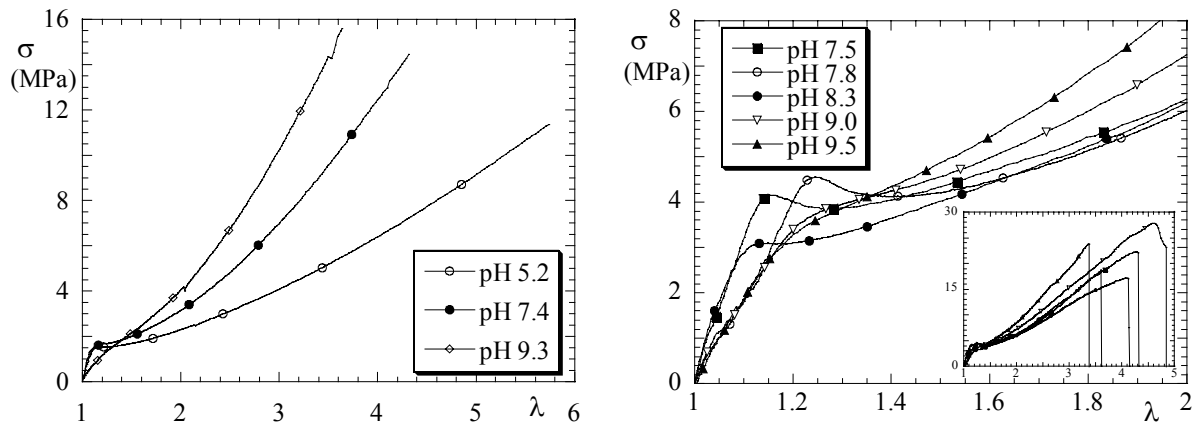 16
σ
(MPa)
12
8
4
0
pH 5.2
pH 7.4
pH 9.3
1 2 3 4 5 λ 6
8
σ
(MPa)
6
4
2
0
pH 7.5
pH 7.8
pH 8.3
pH 9.0
pH 9.5
30
15
0
1 2 3 4 5
1 1.2 1.4 1.6 1.8 λ 2